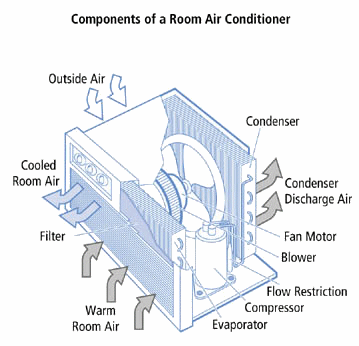 Components of a Room Air Conditioner
Outside Air
Condenser
Cooled
Room Air
Condenser
Discharge Air
Filter
Fan Motor
Blower
Flow Restriction
Compressor
Warm
Room Air
Evaporator